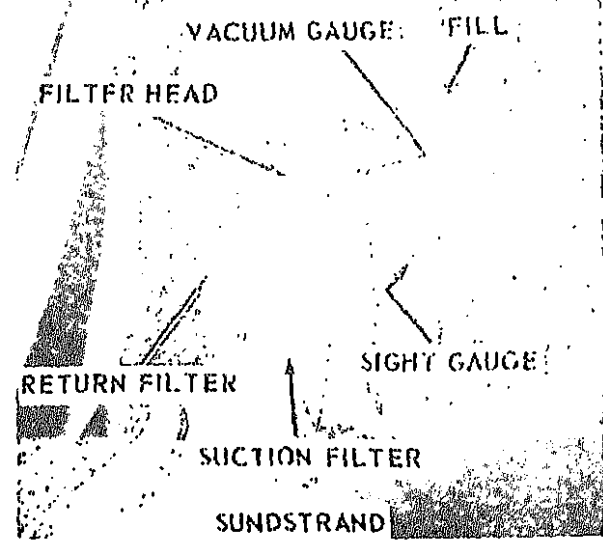 VACUUM GAUGE
FILL
FILTER HEAD
SIGHT GAUGE
RETURN FILTER
SUCTION FILTER
SUNDSTRAND